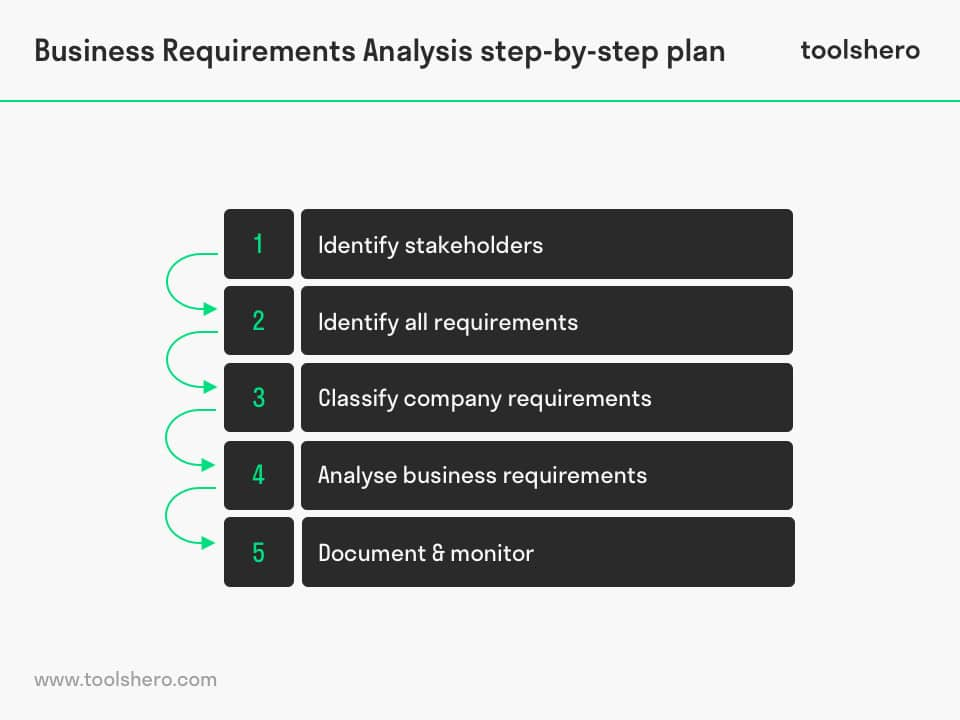 Business Requirements Analysis step-by-step plan
toolshero
1
Identify stakeholders
2
Identify all requirements
3
Classify company requirements
4
Analyse business requirements
5
Document & monitor
www.toolshero.com